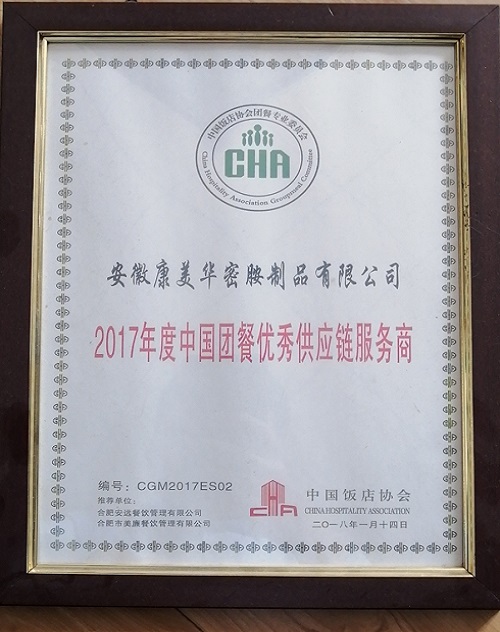 中国饭店协会团餐专业委员会
CHA
China Hospitality Association Groupmeal Committee
安徽康美华密胺制品有限公司
2017年度中国团餐优秀供应链服务商
编号：CGM2017ES02
推荐单位：
合肥安远餐饮管理有限公司
合肥市美廉餐饮管理有限公司
CHA
中国饭店协会
CHINA HOSPITALITY ASSOCIATION
二〇一八年一月十四日